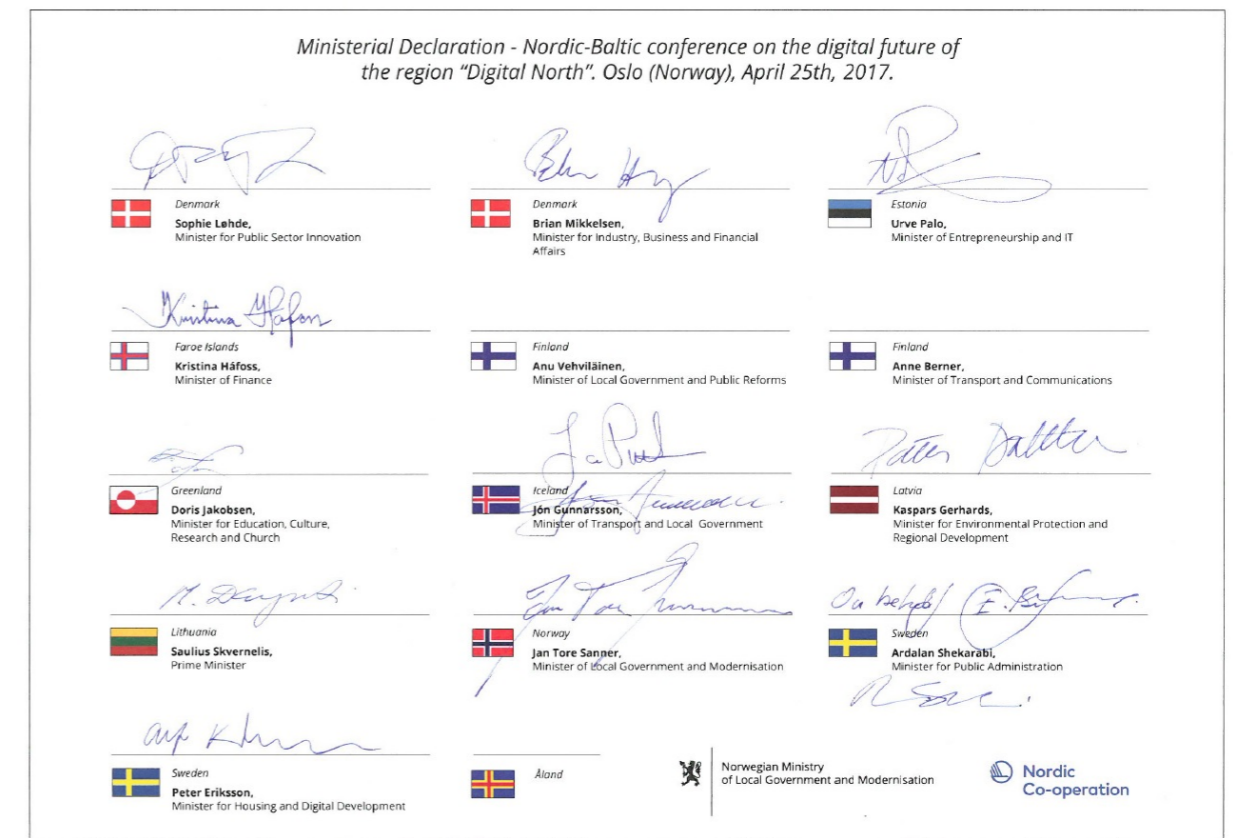 Ministerial Declaration - Nordic-Baltic conference on the digital future of
the region “Digital North”. Oslo (Norway), April 25th, 2017.
Denmark
Sophie Løhde,
Minister for Public Sector Innovation
Denmark
Brian Mikkelsen,
Minister for Industry, Business and Financial
Affairs
Estonia
Urve Palo,
Minister of Entrepreneurship and IT
Kristina Háfoss
Faroe Islands
Kristina Háfoss,
Minister of Finance
Finland
Anu Vehviläinen,
Minister of Local Government and Public Reforms
Finland
Anne Berner,
Minister of Transport and Communications
Greenland
Doris Jakobsen,
Minister for Education, Culture,
Research and Church
Iceland
Jón Gunnarsson,
Minister of Transport and Local Government
Latvia
Kaspars Gerhards,
Minister for Environmental Protection and
Regional Development
Lithuania
Saulius Skvernelis,
Prime Minister
Jan Tore
Norway
Jan Tore Sanner,
Minister of Local Government and Modernisation
On behalf
Sweden
Ardalan Shekarabi,
Minister for Public Administration
Sweden
Peter Eriksson,
Minister for Housing and Digital Development
Åland
Norwegian Ministry
of Local Government and Modernisation
Nordic
Co-operation